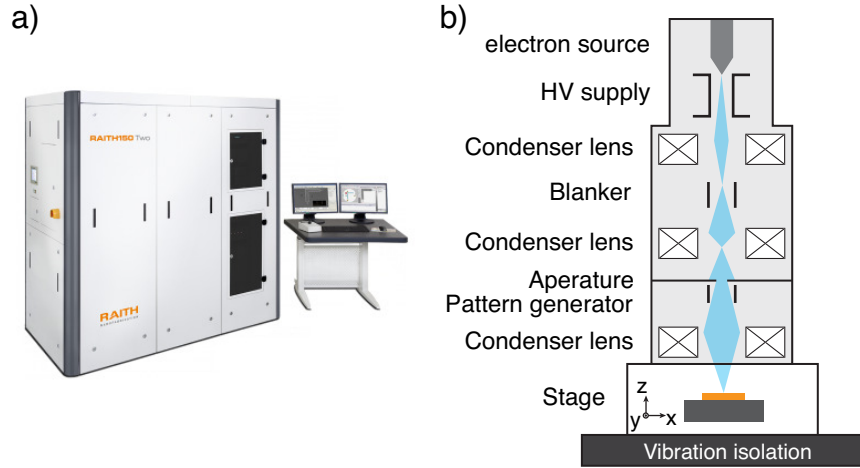 a)
RAITH150 Two
RAITH
b)
electron source
HV supply
Condenser lens
Blanker
Condenser lens
Aperature
Pattern generator
Condenser lens
Stage
z
y
x
Vibration isolation